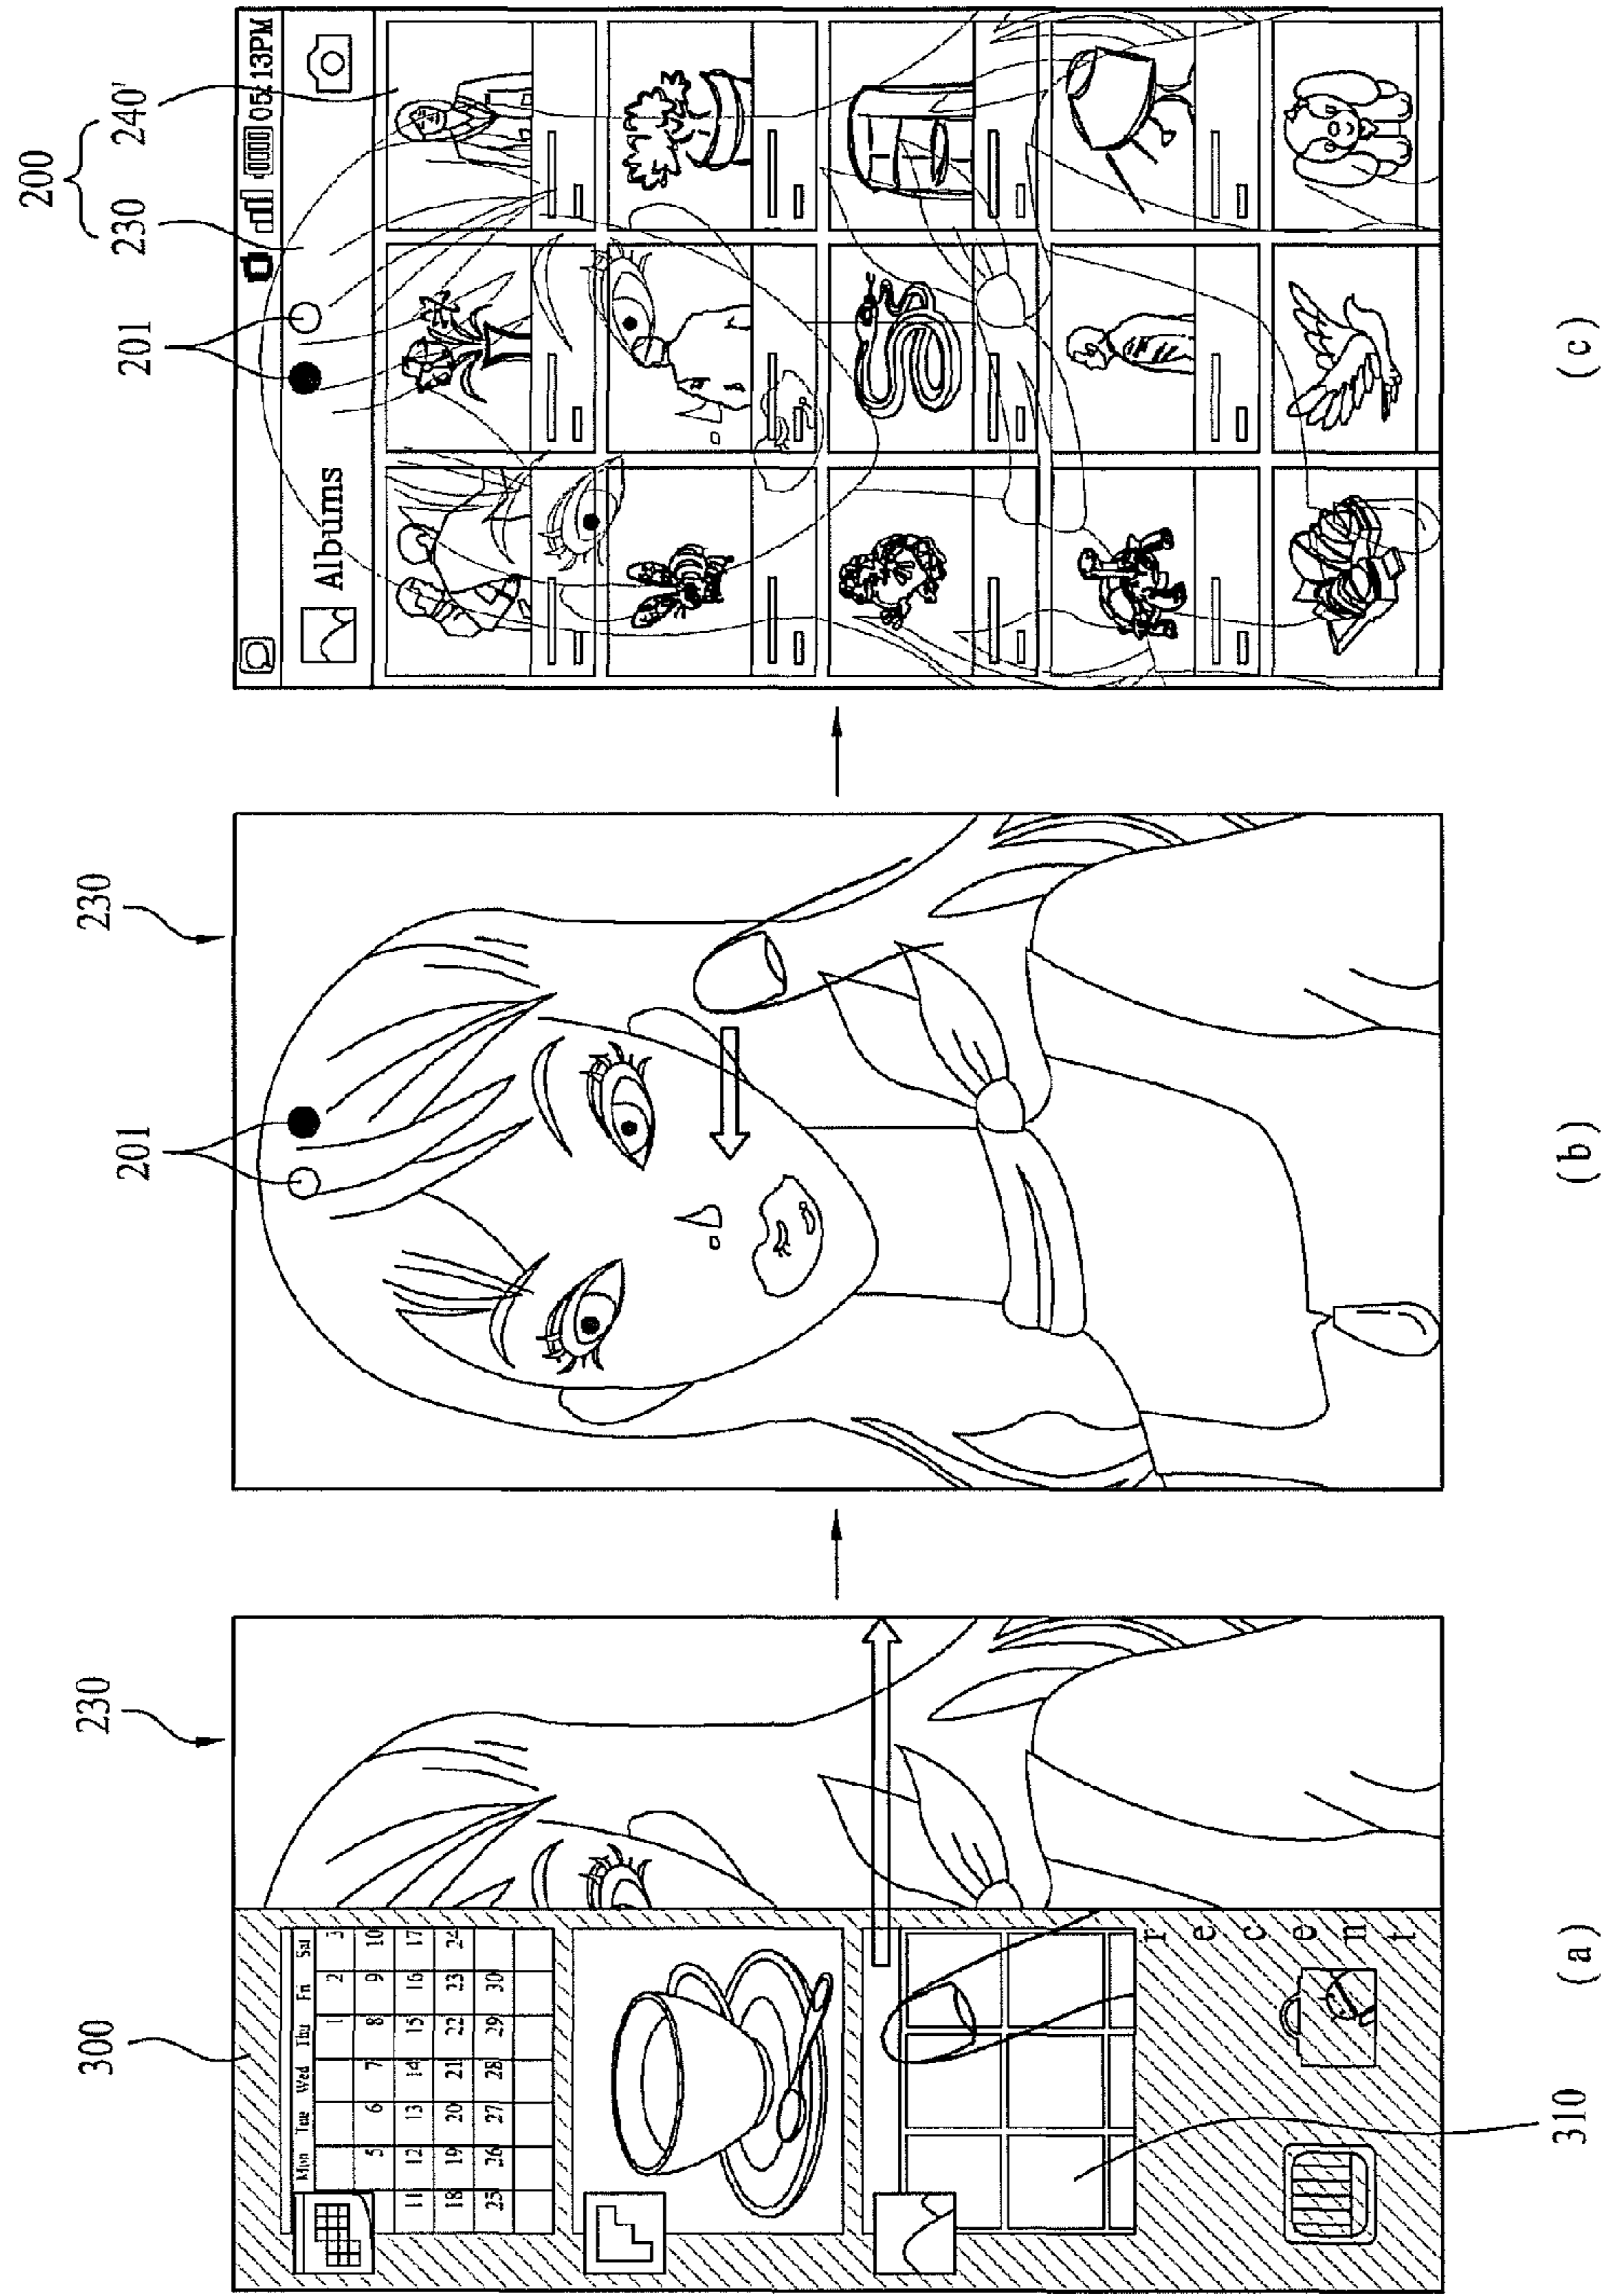 300
230
230
200
230 240'
201
201
05:13PM
Albums
Mon Tue Wed Thu Fri Sat
1 2 3
5 6 7 8 9 10
11 12 13 14 15 16 17
18 19 20 21 22 23 24
25 26 27 28 29 30
recent
310
(a)
(b)
(c)